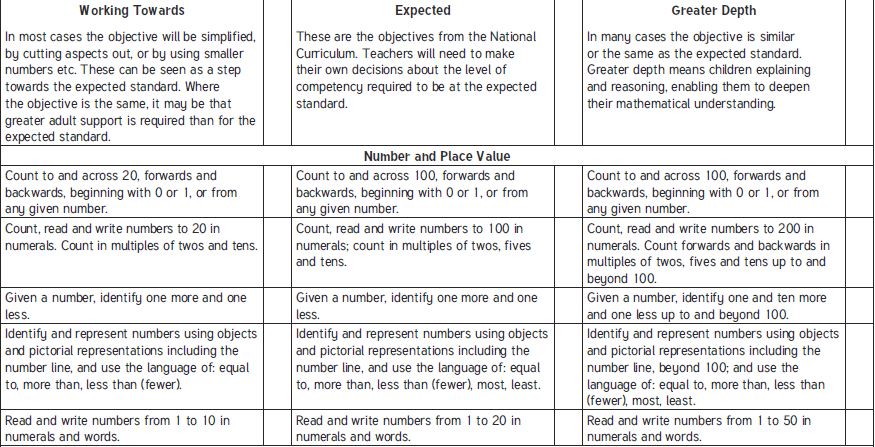 Working Towards
In most cases the objective will be simplified,
by cutting aspects out, or by using smaller
numbers etc. These can be seen as a step
towards the expected standard. Where
the objective is the same, it may be that
greater adult support is required than for the
expected standard.
Expected
These are the objectives from the National
Curriculum. Teachers will need to make
their own decisions about the level of
competency required to be at the expected
standard.
Greater Depth
In many cases the objective is similar
or the same as the expected standard.
Greater depth means children explaining
and reasoning, enabling them to deepen
their mathematical understanding.
Number and Place Value
Count to and across 20, forwards and
backwards, beginning with 0 or 1, or from
any given number.
Count to and across 100, forwards and
backwards, beginning with 0 or 1, or from
any given number.
Count to and across 100, forwards and
backwards, beginning with 0 or 1, or from
any given number.
Count, read and write numbers to 20 in
numerals. Count in multiples of twos and tens.
Count, read and write numbers to 100 in
numerals; count in multiples of twos, fives
and tens.
Count, read and write numbers to 200 in
numerals. Count forwards and backwards in
multiples of twos, fives and tens up to and
beyond 100.
Given a number, identify one more and one
less.
Given a number, identify one more and one
less.
Given a number, identify one and ten more
and one less up to and beyond 100.
Identify and represent numbers using objects
and pictorial representations including the
number line, and use the language of: equal
to, more than, less than (fewer).
Identify and represent numbers using objects
and pictorial representations including the
number line, and use the language of: equal
to, more than, less than (fewer), most, least.
Identify and represent numbers using objects
and pictorial representations including the
number line, beyond 100; and use the
language of: equal to, more than, less than
(fewer), most, least.
Read and write numbers from 1 to 10 in
numerals and words.
Read and write numbers from 1 to 20 in
numerals and words.
Read and write numbers from 1 to 50 in
numerals and words.